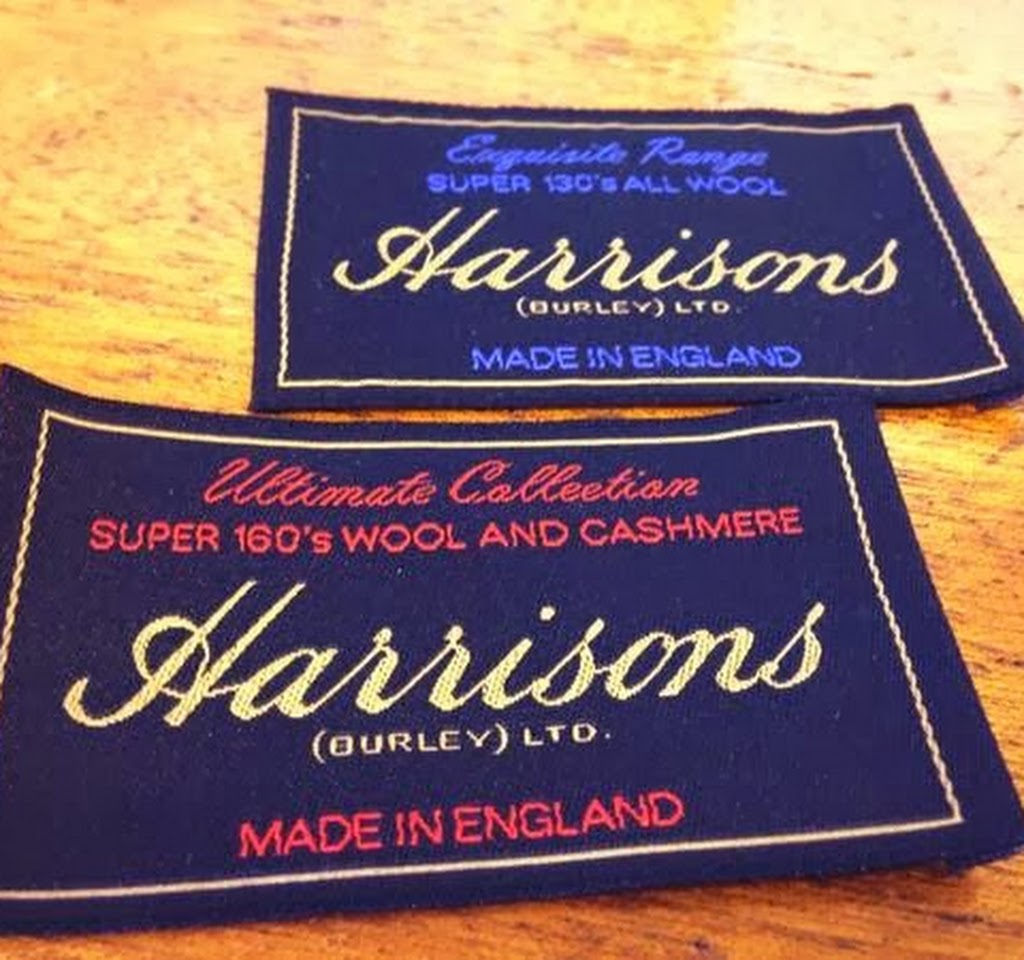 Exquisite Range
SUPER 130's ALL WOOL
Harrisons
(BURLEY) LTD.
MADE IN ENGLAND
Ultimate Collection
SUPER 160's WOOL AND CASHMERE
Harrisons
(BURLEY) LTD.
MADE IN ENGLAND